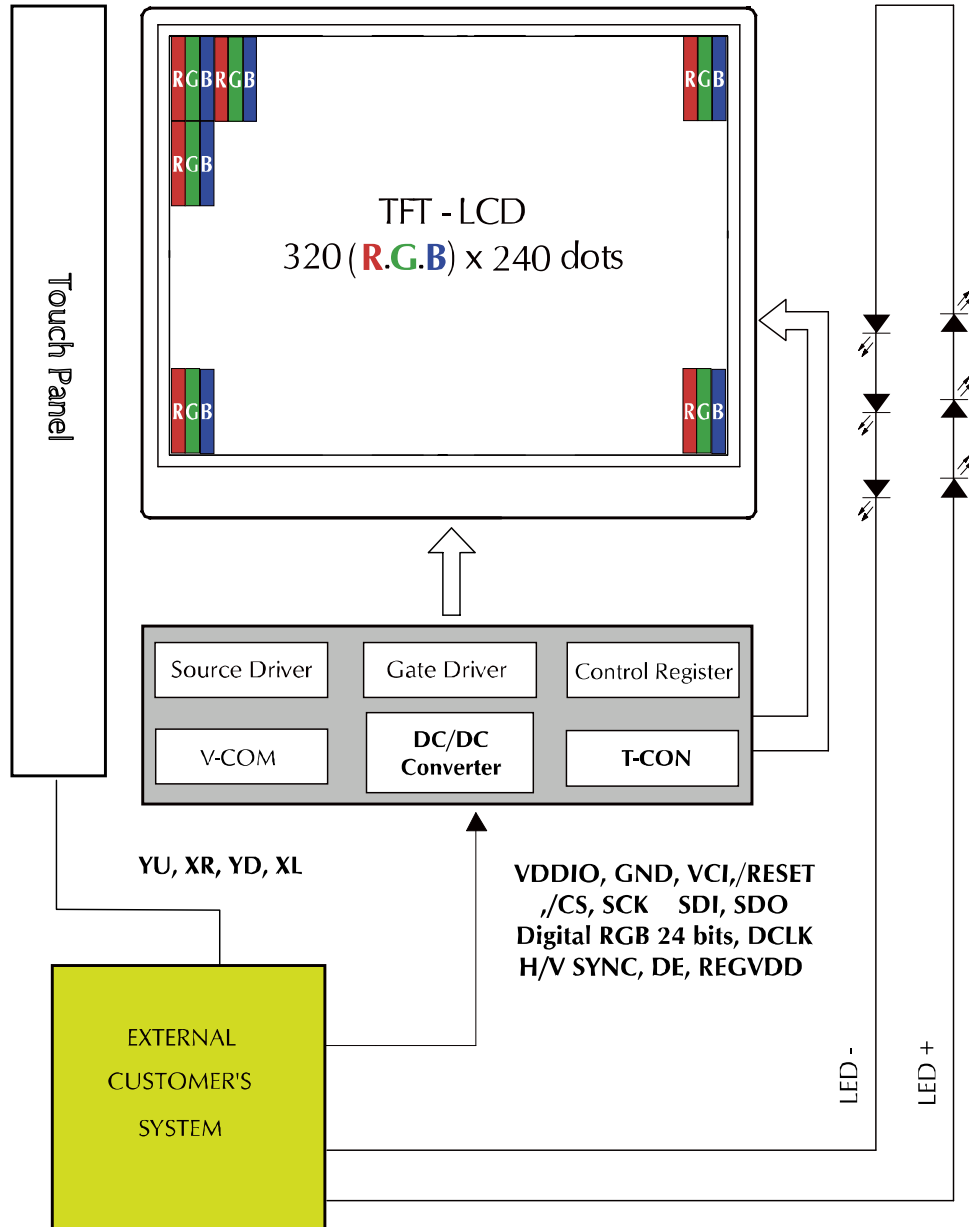 RGBRGB
RGB
RGB
TFT - LCD
320 (R.G.B) x 240 dots
Touch Panel
RGB
RGB
Source Driver
Gate Driver
Control Register
V-COM
DC/DC
Converter
T-CON
YU, XR, YD, XL
VDDIO, GND, VCI,/RESET
,/CS, SCK SDI, SDO
Digital RGB 24 bits, DCLK
H/V SYNC, DE, REGVDD
EXTERNAL
CUSTOMER'S
SYSTEM
LED -
LED +